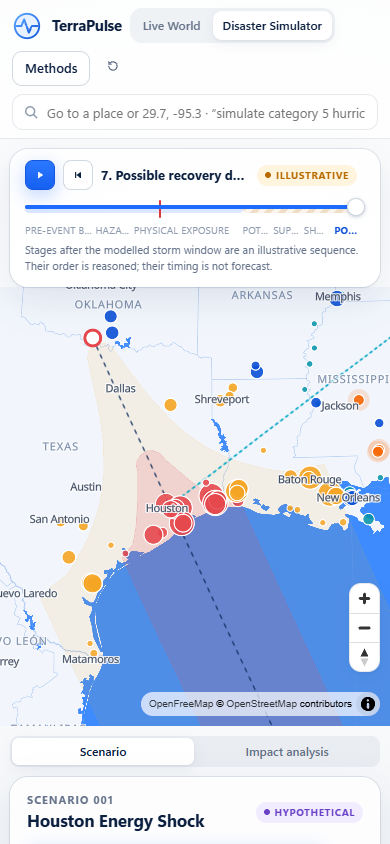 TerraPulse
Live World
Disaster Simulator
Methods
Go to a place or 29.7, -95.3 · “simulate category 5 hurric
7. Possible recovery d...
ILLUSTRATIVE
PRE-EVENT B... HAZA... PHYSICAL EXPOSURE POT... SUP... SH... PO...
Stages after the modelled storm window are an illustrative sequence.
Their order is reasoned; their timing is not forecast.
Oklahoma City
OKLAHOMA
ARKANSAS
Memphis
MISSISSIPPI
Dallas
Shreveport
Jackson
TEXAS
Austin
Baton Rouge
Houston
New Orleans
San Antonio
uevo Laredo
VO LEÓN
rrey
Matamoros
OpenFreeMap © OpenStreetMap contributors
Scenario
Impact analysis
SCENARIO 001
Houston Energy Shock
HYPOTHETICAL